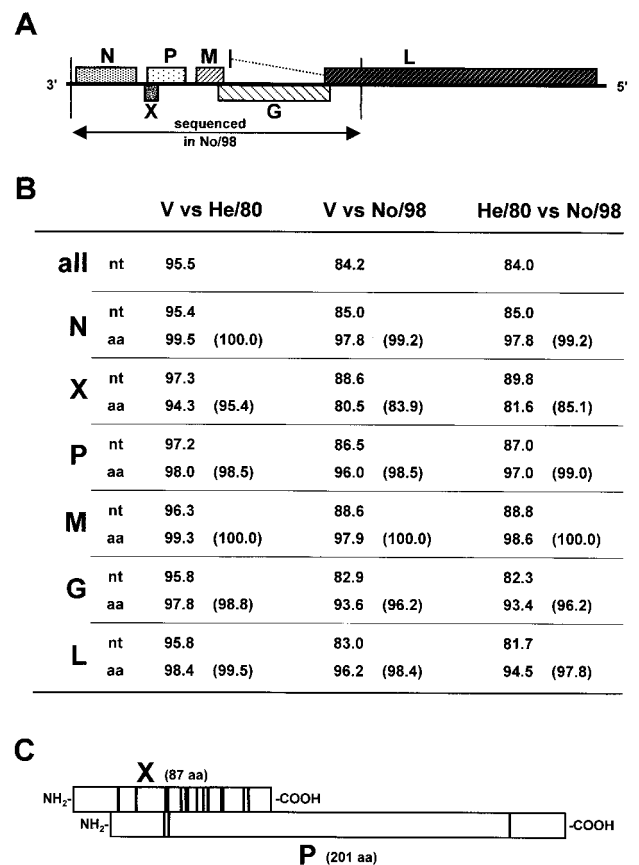 A
N P M L
3' 5'
X G
sequenced
in No/98
B
V vs He/80 V vs No/98 He/80 vs No/98
all nt 95.5 84.2 84.0
N nt 95.4 85.0 85.0
aa 99.5 (100.0) 97.8 (99.2) 97.8 (99.2)
X nt 97.3 88.6 89.8
aa 94.3 (95.4) 80.5 (83.9) 81.6 (85.1)
P nt 97.2 86.5 87.0
aa 98.0 (98.5) 96.0 (98.5) 97.0 (99.0)
M nt 96.3 88.6 88.8
aa 99.3 (100.0) 97.9 (100.0) 98.6 (100.0)
G nt 95.8 82.9 82.3
aa 97.8 (98.8) 93.6 (96.2) 93.4 (96.2)
L nt 95.8 83.0 81.7
aa 98.4 (99.5) 96.2 (98.4) 94.5 (97.8)
C
X (87 aa)
NH2- -COOH
NH2- -COOH
P (201 aa)